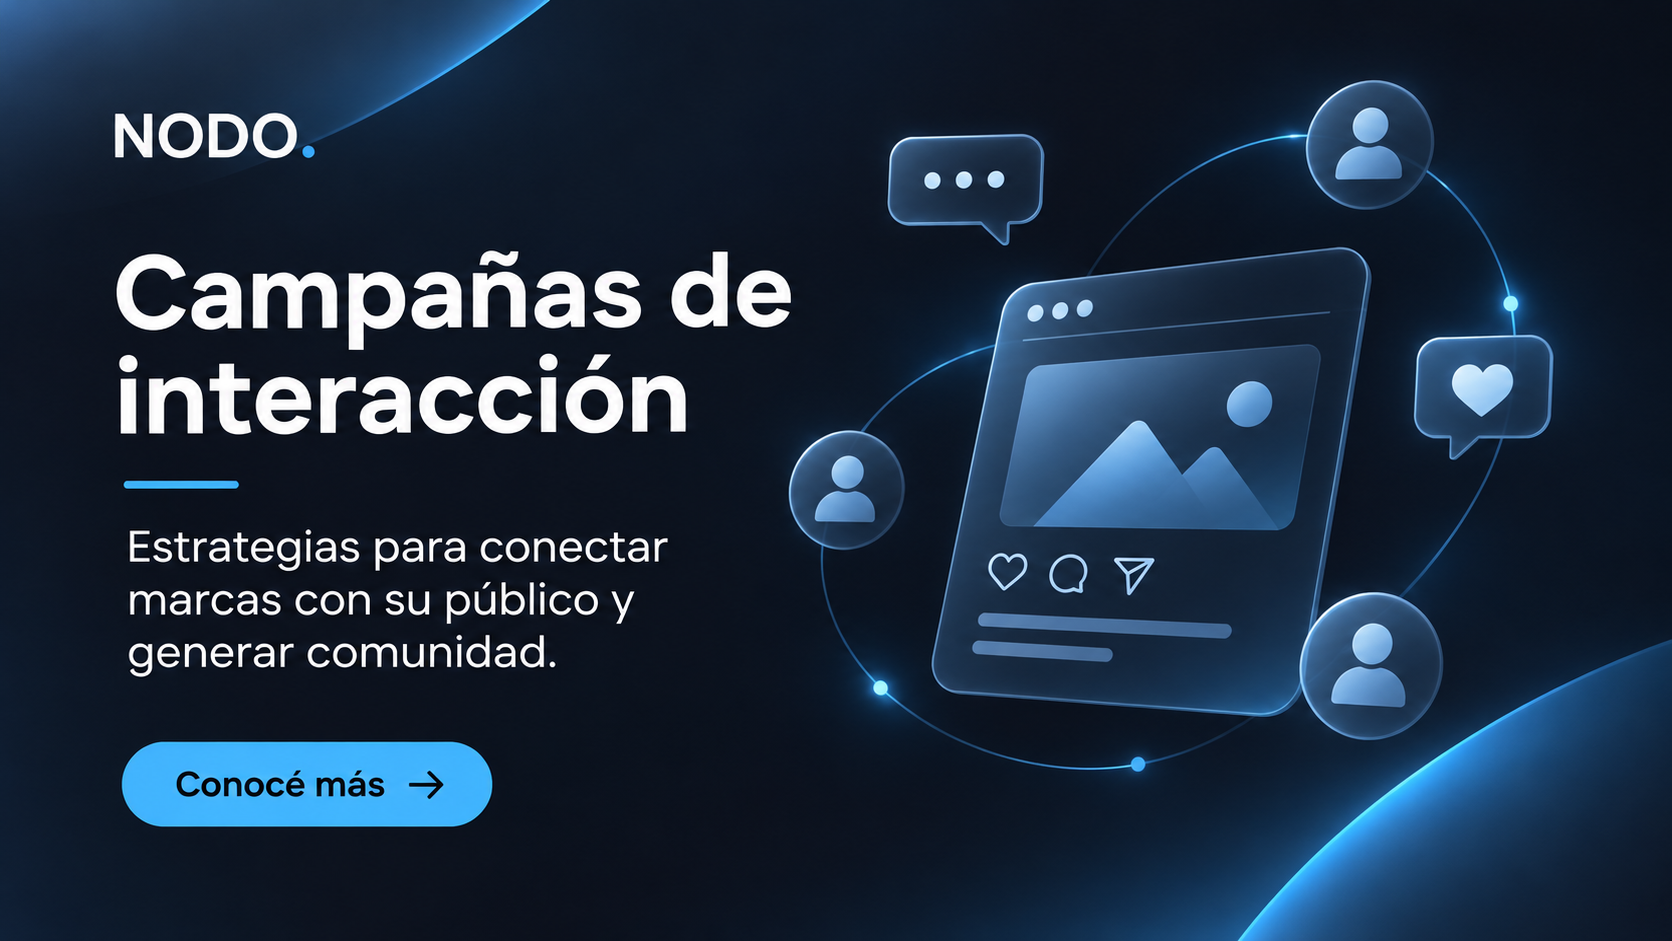 NODO.
Campañas de
interacción
Estrategias para conectar
marcas con su público y
generar comunidad.
Conocé más →